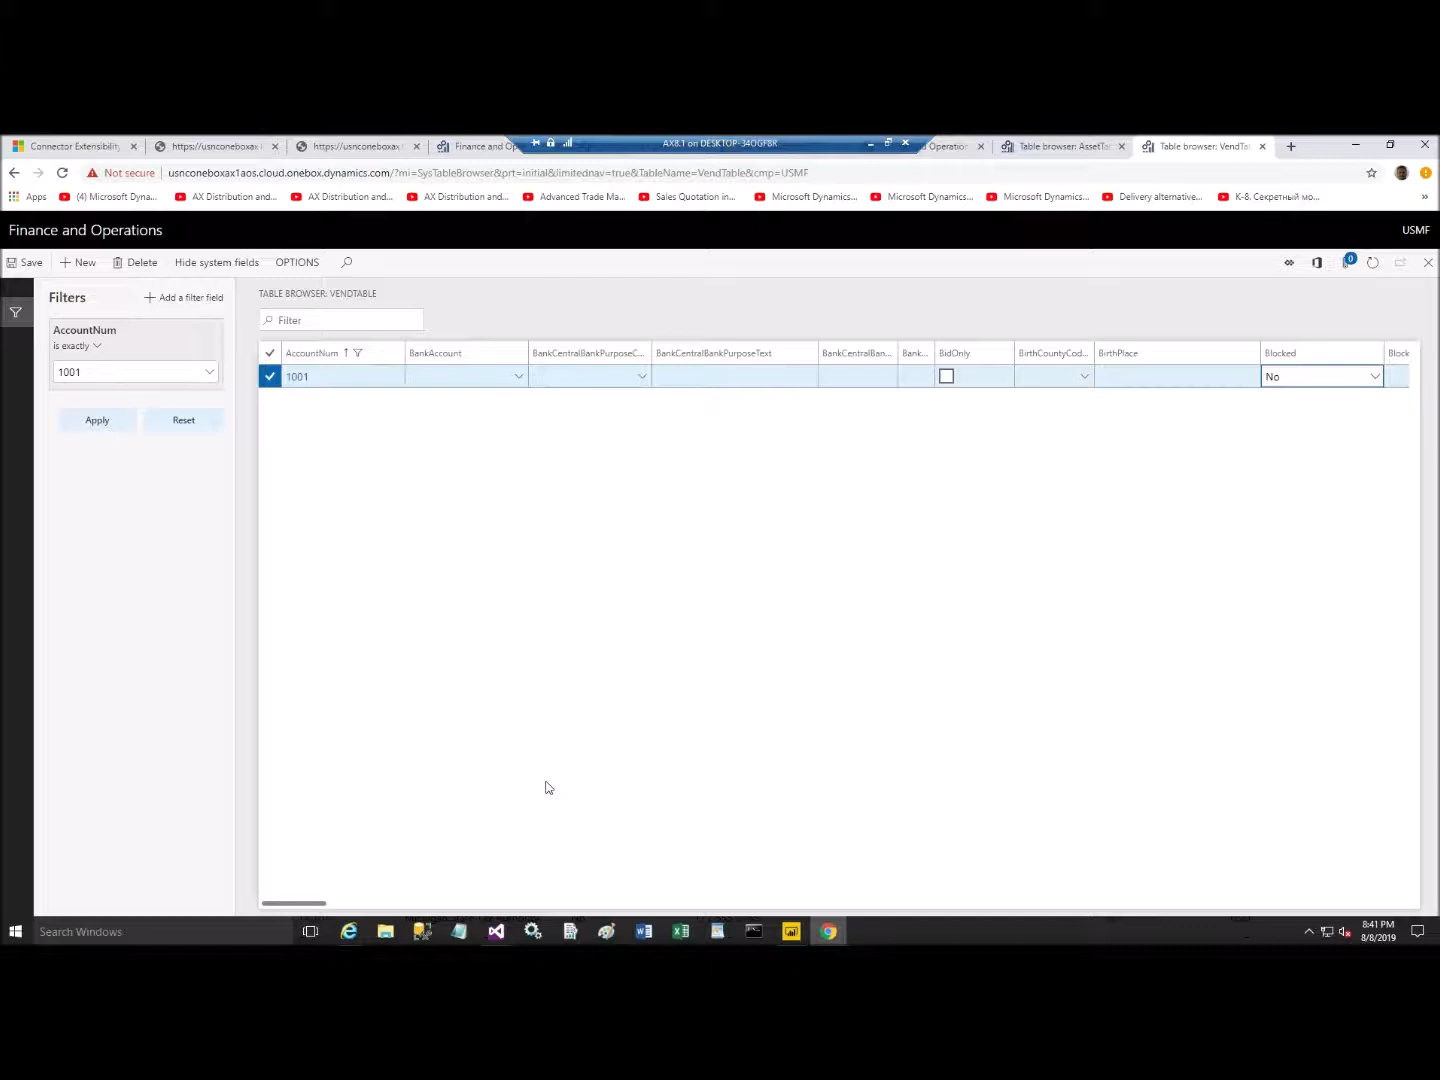 Connector Extensibility
https://usnconeboxax
https://usnconeboxax
Finance and Op
AX8.1 on DESKTOP-34OGF8R
Operation
Table browser: AssetTa
Table browser: VendTa
Not secure
usnconeboxax1aos.cloud.onebox.dynamics.com/?mi=SysTableBrowser&prt=initial&limitednav=true&TableName=VendTable&cmp=USMF
Apps
(4) Microsoft Dyna...
AX Distribution and...
AX Distribution and...
AX Distribution and...
Advanced Trade Ma...
Sales Quotation in...
Microsoft Dynamics...
Microsoft Dynamics...
Microsoft Dynamics...
Delivery alternative...
К-8. Секретный мо...
»
Finance and Operations
USMF
Save
+ New
Delete
Hide system fields
OPTIONS
0
Filters
+ Add a filter field
AccountNum
is exactly
1001
Apply
Reset
TABLE BROWSER: VENDTABLE
Filter
AccountNum
BankAccount
BankCentralBankPurposeC...
BankCentralBankPurposeText
BankCentralBan...
Bank...
BidOnly
BirthCountyCod...
BirthPlace
Blocked
Block
1001
No
Search Windows
8:41 PM
8/8/2019